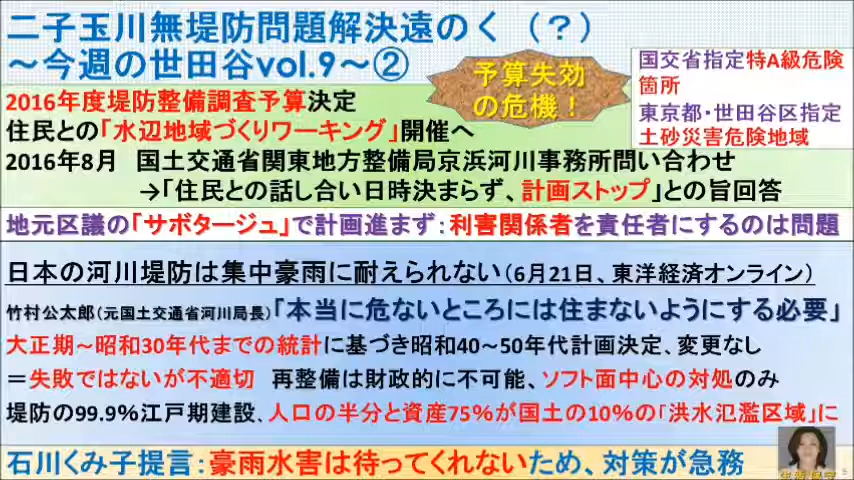 二子玉川無堤防問題解決遠のく（？）
～今週の世田谷vol.9～②
予算失効
の危機！
国交省指定特A級危険
箇所
東京都・世田谷区指定
土砂災害危険地域
2016年度堤防整備調査予算決定
住民との「水辺地域づくりワーキング」開催へ
2016年8月　国土交通省関東地方整備局京浜河川事務所問い合わせ
→「住民との話し合い日時決まらず、計画ストップ」との旨回答
地元区議の「サボタージュ」で計画進まず：利害関係者を責任者にするのは問題
日本の河川堤防は集中豪雨に耐えられない（6月21日、東洋経済オンライン）
竹村公太郎（元国土交通省河川局長）「本当に危ないところには住まないようにする必要」
大正期～昭和30年代までの統計に基づき昭和40～50年代計画決定、変更なし
＝失敗ではないが不適切　再整備は財政的に不可能、ソフト面中心の対処のみ
堤防の99.9%江戸期建設、人口の半分と資産75%が国土の10%の「洪水氾濫区域」に
石川くみ子提言：豪雨水害は待ってくれないため、対策が急務